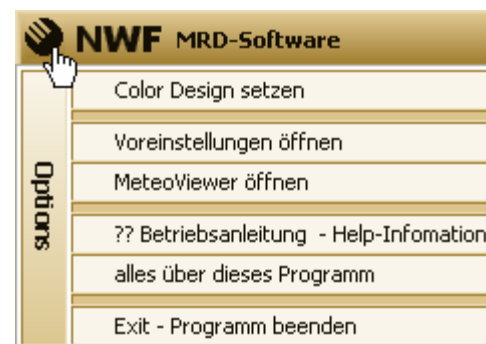 NWF MRD-Software
Color Design setzen
Voreinstellungen öffnen
MeteoViewer öffnen
Options
?? Betriebsanleitung - Help-Infomation
alles über dieses Programm
Exit - Programm beenden